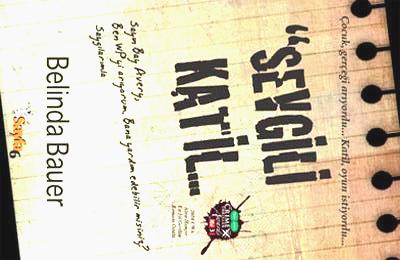 Çocuk, gerçeği arıyordu... Katil, oyun istiyordu...
"SEVGİLİ
KATİL...
Sayın Bay Avery,
Ben WP'yi arıyorum. Bana yardım edebilir misiniz?
Saygılarımla
Belinda Bauer
Sayfa6
CRIME